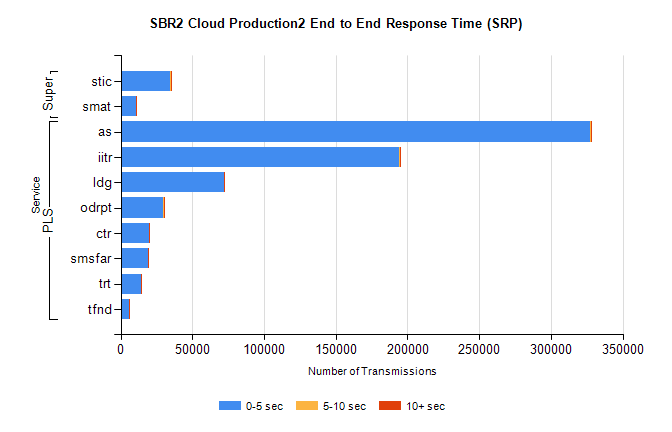 SBR2 Cloud Production2 End to End Response Time (SRP)
Super
stic
smat
Service
PLS
as
iitr
ldg
odrpt
ctr
smsfar
trt
tfnd
0 50000 100000 150000 200000 250000 300000 350000
Number of Transmissions
0-5 sec 5-10 sec 10+ sec